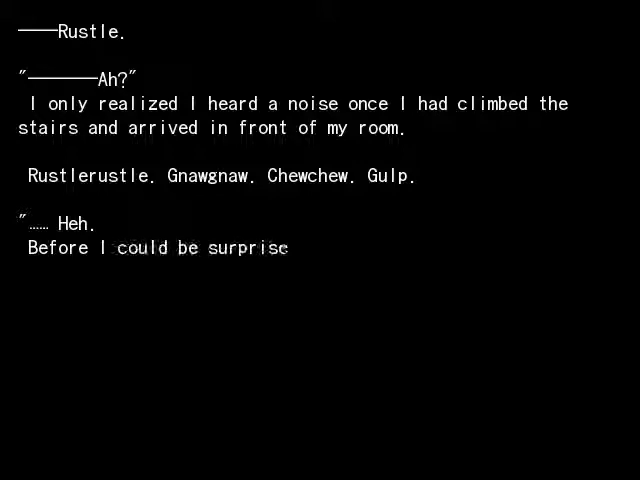 ────Rustle.
"───────Ah?"
I only realized I heard a noise once I had climbed the
stairs and arrived in front of my room.
Rustlerustle. Gnawgnaw. Chewchew. Gulp.
"…… Heh.
Before I could be surprise